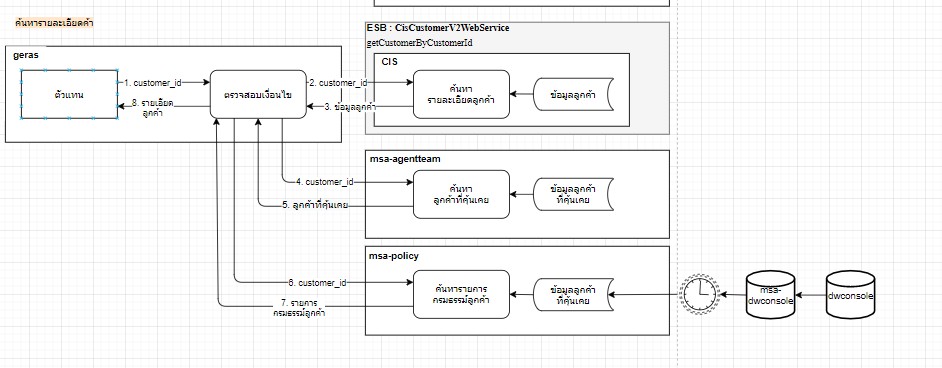 ค้นหารายละเอียดค้า
ESB : CisCustomerV2WebService
getCustomerByCustomerId
geras
CIS
ตัวแทน
1. customer_id
8. รายเอียด
ลูกค้า
ตรวจสอบเงื่อนไข
2. customer_id
3. ข้อมูลลูกค้า
ค้นหา
รายละเอียดลูกค้า
ข้อมูลลูกค้า
msa-agentteam
4. customer_id
5. ลูกค้าที่คุ้นเคย
ค้นหา
ลูกค้าที่คุ้นเคย
ข้อมูลลูกค้า
ที่คุ้นเคย
msa-policy
6. customer_id
7. รายการ
กรมธรรม์ลูกค้า
ค้นหารายการ
กรมธรรม์ลูกค้า
ข้อมูลลูกค้า
ที่คุ้นเคย
msa-
dwconsole
dwconsole